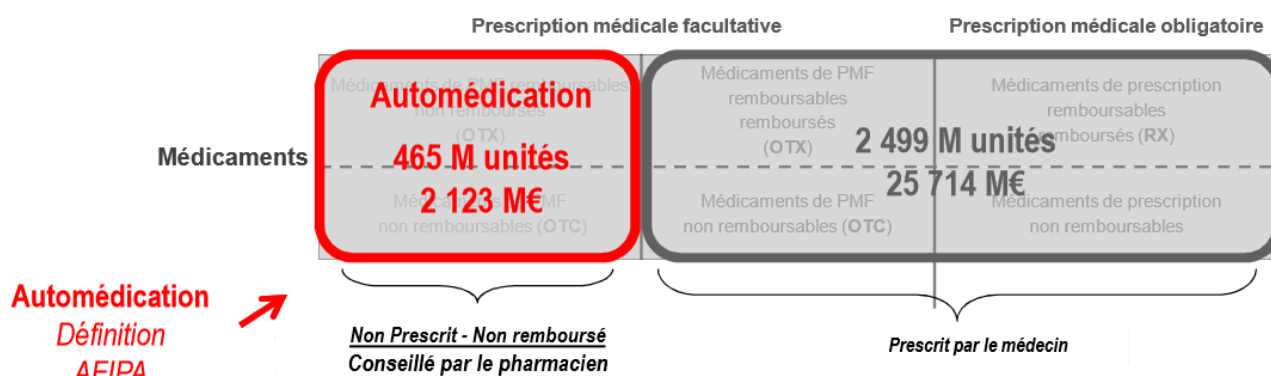 Prescription médicale facultative
Prescription médicale obligatoire
Médicaments de PMF remboursables
non remboursés
(OTX)
Automédication
465 M unités
2 123 M€
Médicaments de PMF
non remboursables (OTC)
Médicaments de PMF
remboursables
remboursés
(OTX)
Médicaments de prescription
remboursables
remboursés (RX)
2 499 M unités
25 714 M€
Médicaments de PMF
non remboursables (OTC)
Médicaments de prescription
non remboursables
Médicaments
Automédication
Définition
AFIPA
Non Prescrit - Non remboursé
Conseillé par le pharmacien
Prescrit par le médecin